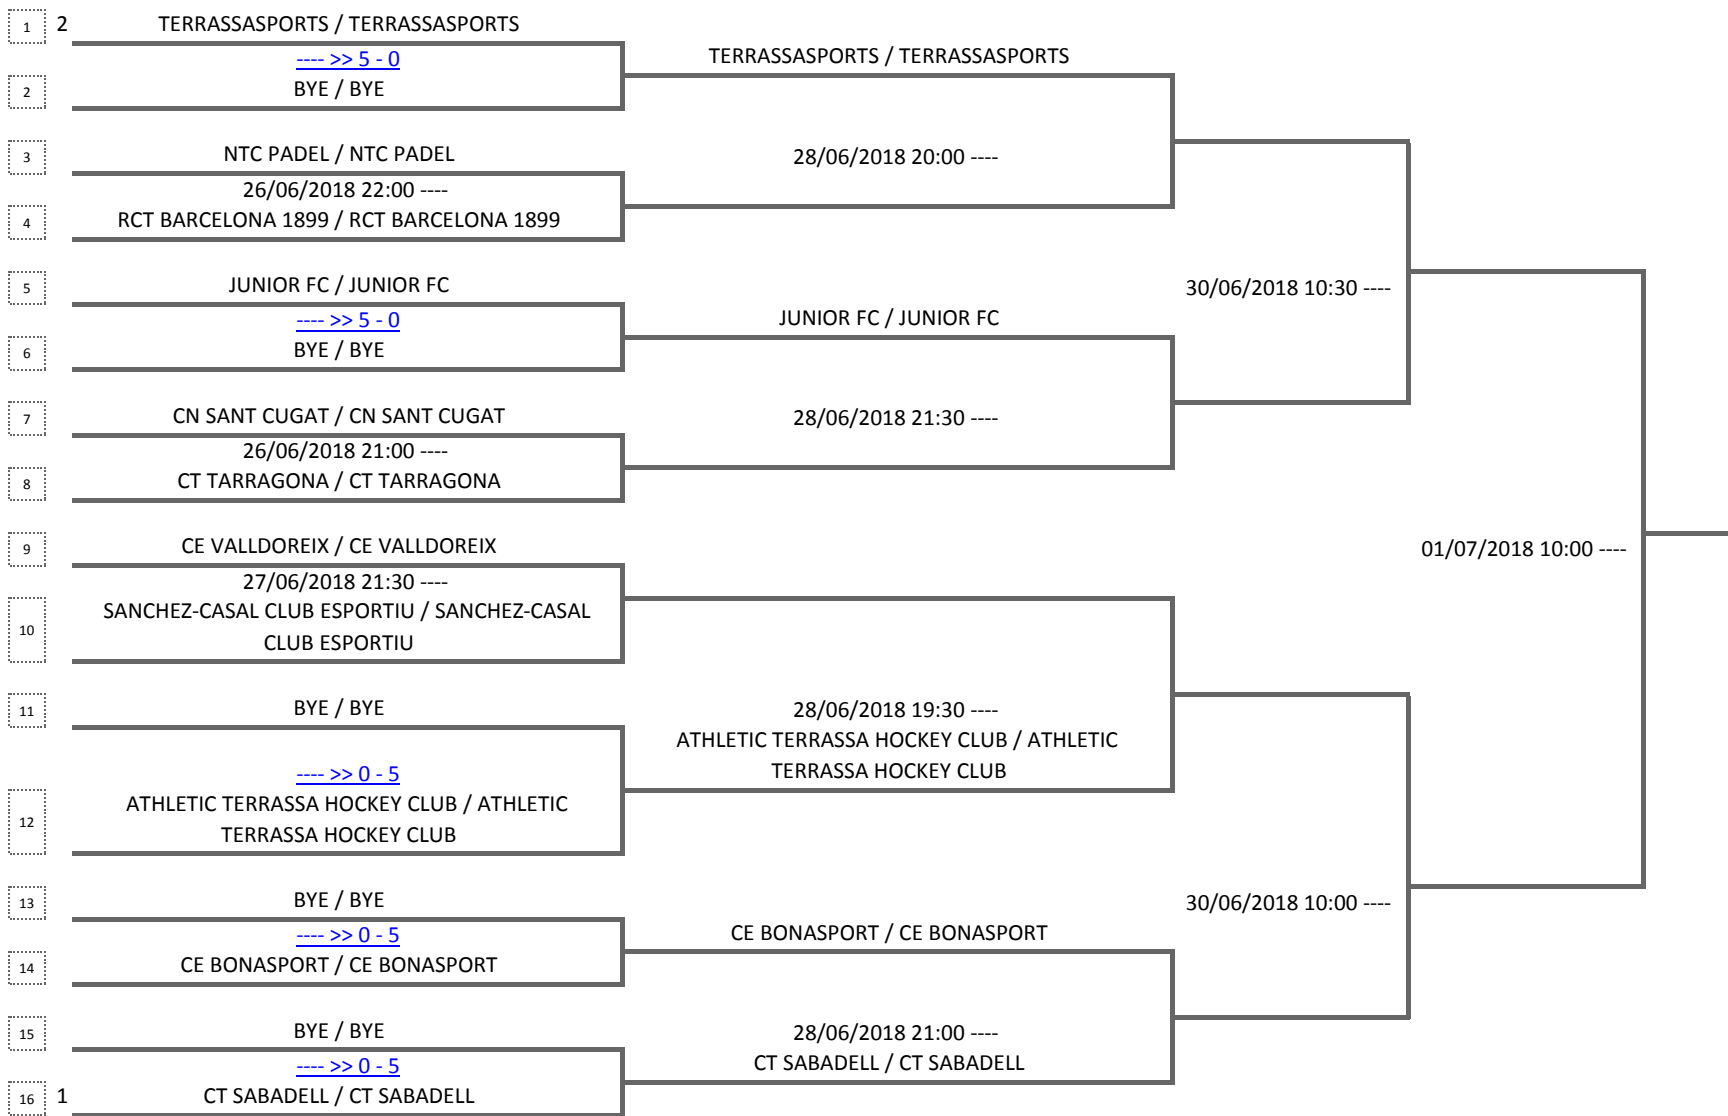 1 2 TERRASSASPORTS / TERRASSASPORTS
---- >> 5 - 0
TERRASSASPORTS / TERRASSASPORTS
2 BYE / BYE
3 NTC PADEL / NTC PADEL
28/06/2018 20:00 ----
26/06/2018 22:00 ----
4 RCT BARCELONA 1899 / RCT BARCELONA 1899
5 JUNIOR FC / JUNIOR FC
30/06/2018 10:30 ----
---- >> 5 - 0
JUNIOR FC / JUNIOR FC
6 BYE / BYE
7 CN SANT CUGAT / CN SANT CUGAT
28/06/2018 21:30 ----
26/06/2018 21:00 ----
8 CT TARRAGONA / CT TARRAGONA
9 CE VALLDOREIX / CE VALLDOREIX
01/07/2018 10:00 ----
27/06/2018 21:30 ----
10 SANCHEZ-CASAL CLUB ESPORTIU / SANCHEZ-CASAL
CLUB ESPORTIU
11 BYE / BYE
28/06/2018 19:30 ----
ATHLETIC TERRASSA HOCKEY CLUB / ATHLETIC
TERRASSA HOCKEY CLUB
---- >> 0 - 5
12 ATHLETIC TERRASSA HOCKEY CLUB / ATHLETIC
TERRASSA HOCKEY CLUB
13 BYE / BYE
30/06/2018 10:00 ----
---- >> 0 - 5
CE BONASPORT / CE BONASPORT
14 CE BONASPORT / CE BONASPORT
15 BYE / BYE
28/06/2018 21:00 ----
---- >> 0 - 5
CT SABADELL / CT SABADELL
16 1 CT SABADELL / CT SABADELL